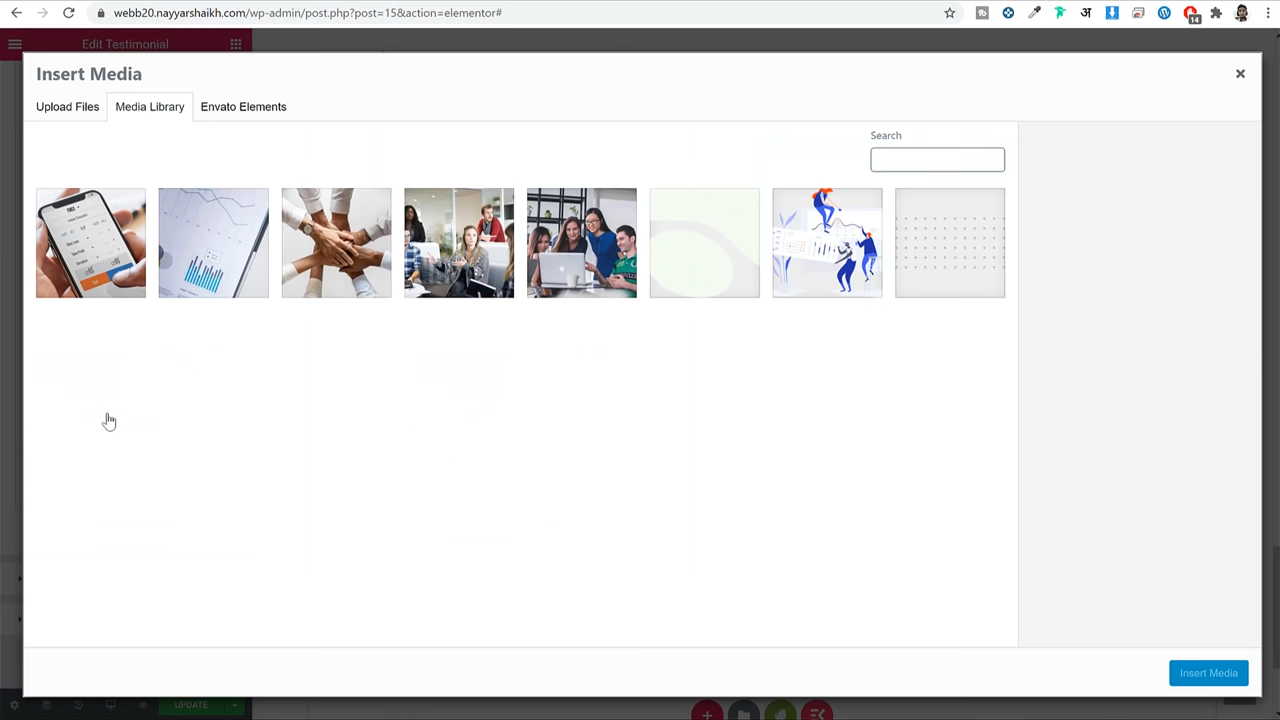 webb20.nayyarshaikh.com/wp-admin/post.php?post=15&action=elementor#
अ
14
Edit Testimonial
Insert Media
Upload Files
Media Library
Envato Elements
Search
Insert Media
UPDATE